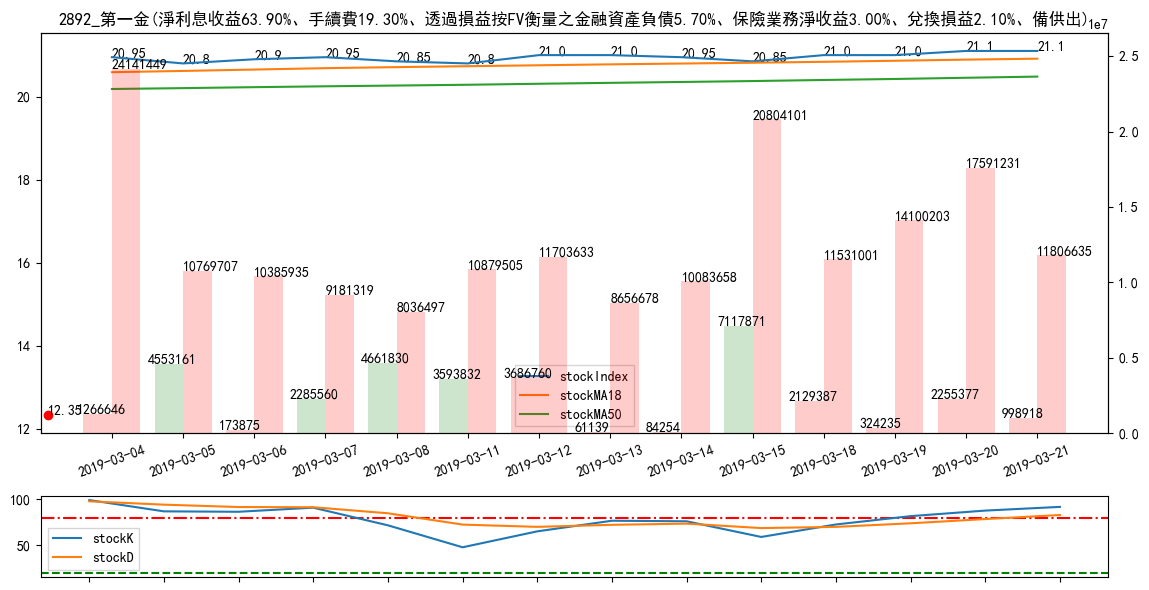 2892_第一金(淨利息收益63.90%、手續費19.30%、透過損益按FV衡量之金融資產負債5.70%、保險業務淨收益3.00%、兌換損益2.10%、備供出)
1e7
20.95 20.8 20.9 20.95 20.85 20.8 21.0 21.0 20.95 20.85 21.0 21.0 21.1 21.1
24141449
2.5
20
20804101
2.0
18
17591231
1.5
14100203
16
10769707 10385935 9181319 8036497 10879505 11703633 8656678 10083658 11531001 11806635
1.0
14
7117871
4553161 2285560 4661830 3593832 3686760
0.5
stockIndex
stockMA18
stockMA50
12.35
1266646 173875 61139 84254 2129387 324235 2255377 998918
12
0.0
2019-03-04 2019-03-05 2019-03-06 2019-03-07 2019-03-08 2019-03-11 2019-03-12 2019-03-13 2019-03-14 2019-03-15 2019-03-18 2019-03-19 2019-03-20 2019-03-21
100
50
stockK
stockD